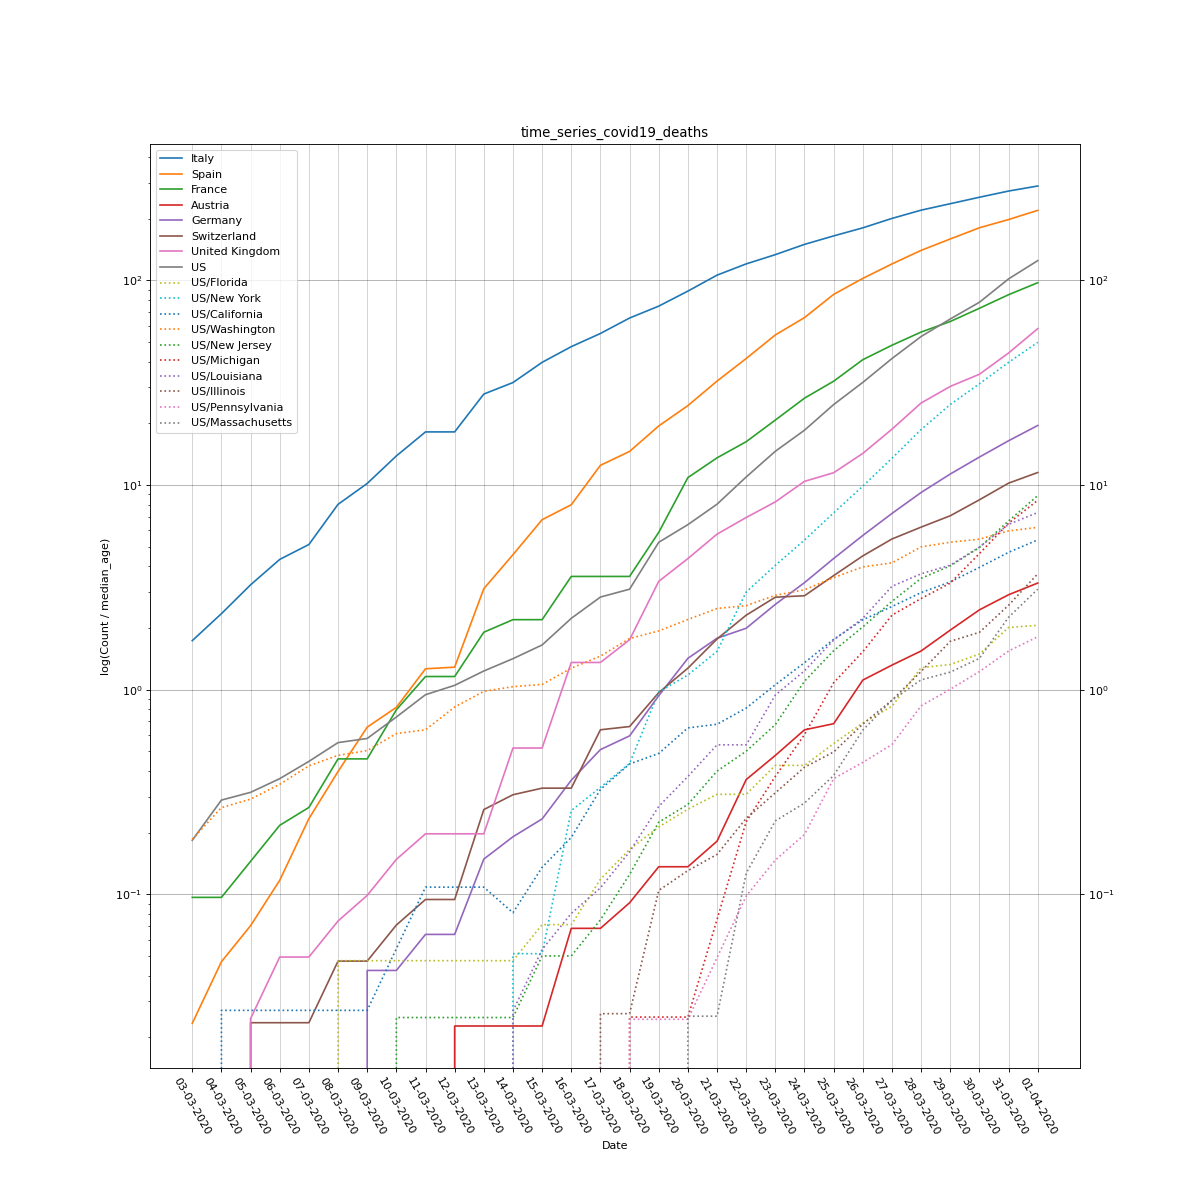 time_series_covid19_deaths
Italy
Spain
France
Austria
Germany
Switzerland
United Kingdom
US
US/Florida
US/New York
US/California
US/Washington
US/New Jersey
US/Michigan
US/Louisiana
US/Illinois
US/Pennsylvania
US/Massachusetts
log(Count / median_age)
10²
10¹
10⁰
10⁻¹
10²
10¹
10⁰
10⁻¹
03-03-2020
04-03-2020
05-03-2020
06-03-2020
07-03-2020
08-03-2020
09-03-2020
10-03-2020
11-03-2020
12-03-2020
13-03-2020
14-03-2020
15-03-2020
16-03-2020
17-03-2020
18-03-2020
19-03-2020
20-03-2020
21-03-2020
22-03-2020
23-03-2020
24-03-2020
25-03-2020
26-03-2020
27-03-2020
28-03-2020
29-03-2020
30-03-2020
31-03-2020
01-04-2020
Date